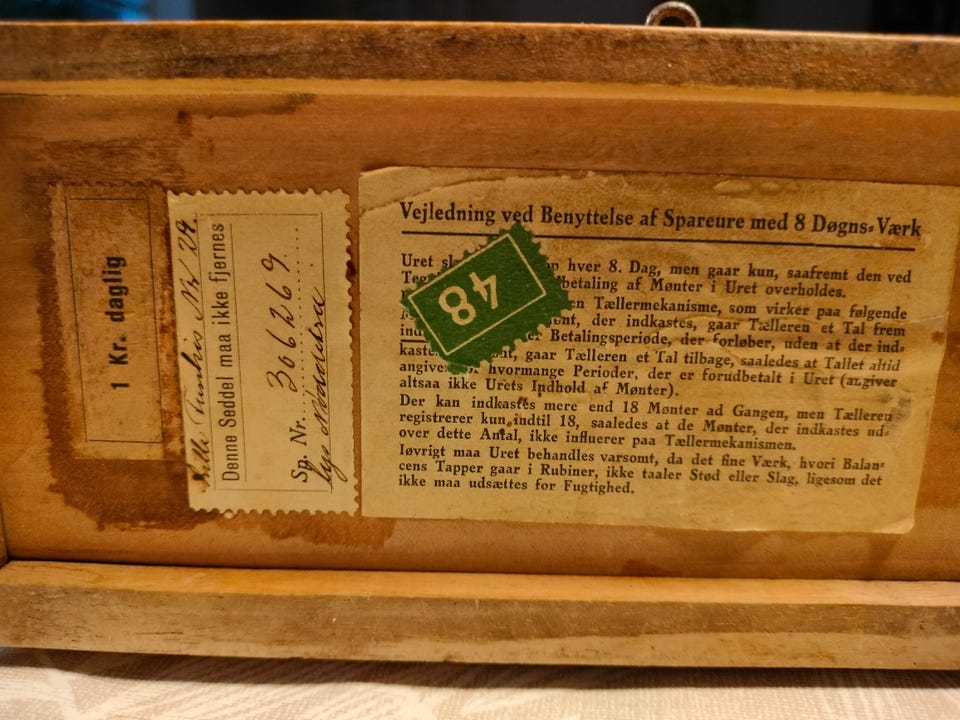 1 Kr. daglig
Nr 29.
Denne Seddel maa ikke fjernes
Sp. Nr. 306269
Vejledning ved Benyttelse af Spareure med 8 Døgns-Værk
Uret hver 8. Dag, men gaar kun, saafremt den ved
betaling af Mønter i Uret overholdes.
en Tællermekanisme, som virker paa følgende
der indkastes, gaar Tælleren et Tal frem
Betalingsperiode, der forløber, uden at der ind-
gaar Tælleren et Tal tilbage, saaledes at Tallet altid
hvormange Perioder, der er forudbetalt i Uret (angiver
altsaa ikke Urets Indhold af Mønter).
Der kan indkastes mere end 18 Mønter ad Gangen, men Tælleren
registrerer kun indtil 18, saaledes at de Mønter, der indkastes ud-
over dette Antal, ikke influerer paa Tællermekanismen.
Iøvrigt maa Uret behandles varsomt, da det fine Værk, hvori Balan-
cens Tapper gaar i Rubiner, ikke taaler Stød eller Slag, ligesom det
ikke maa udsættes for Fugtighed.
48